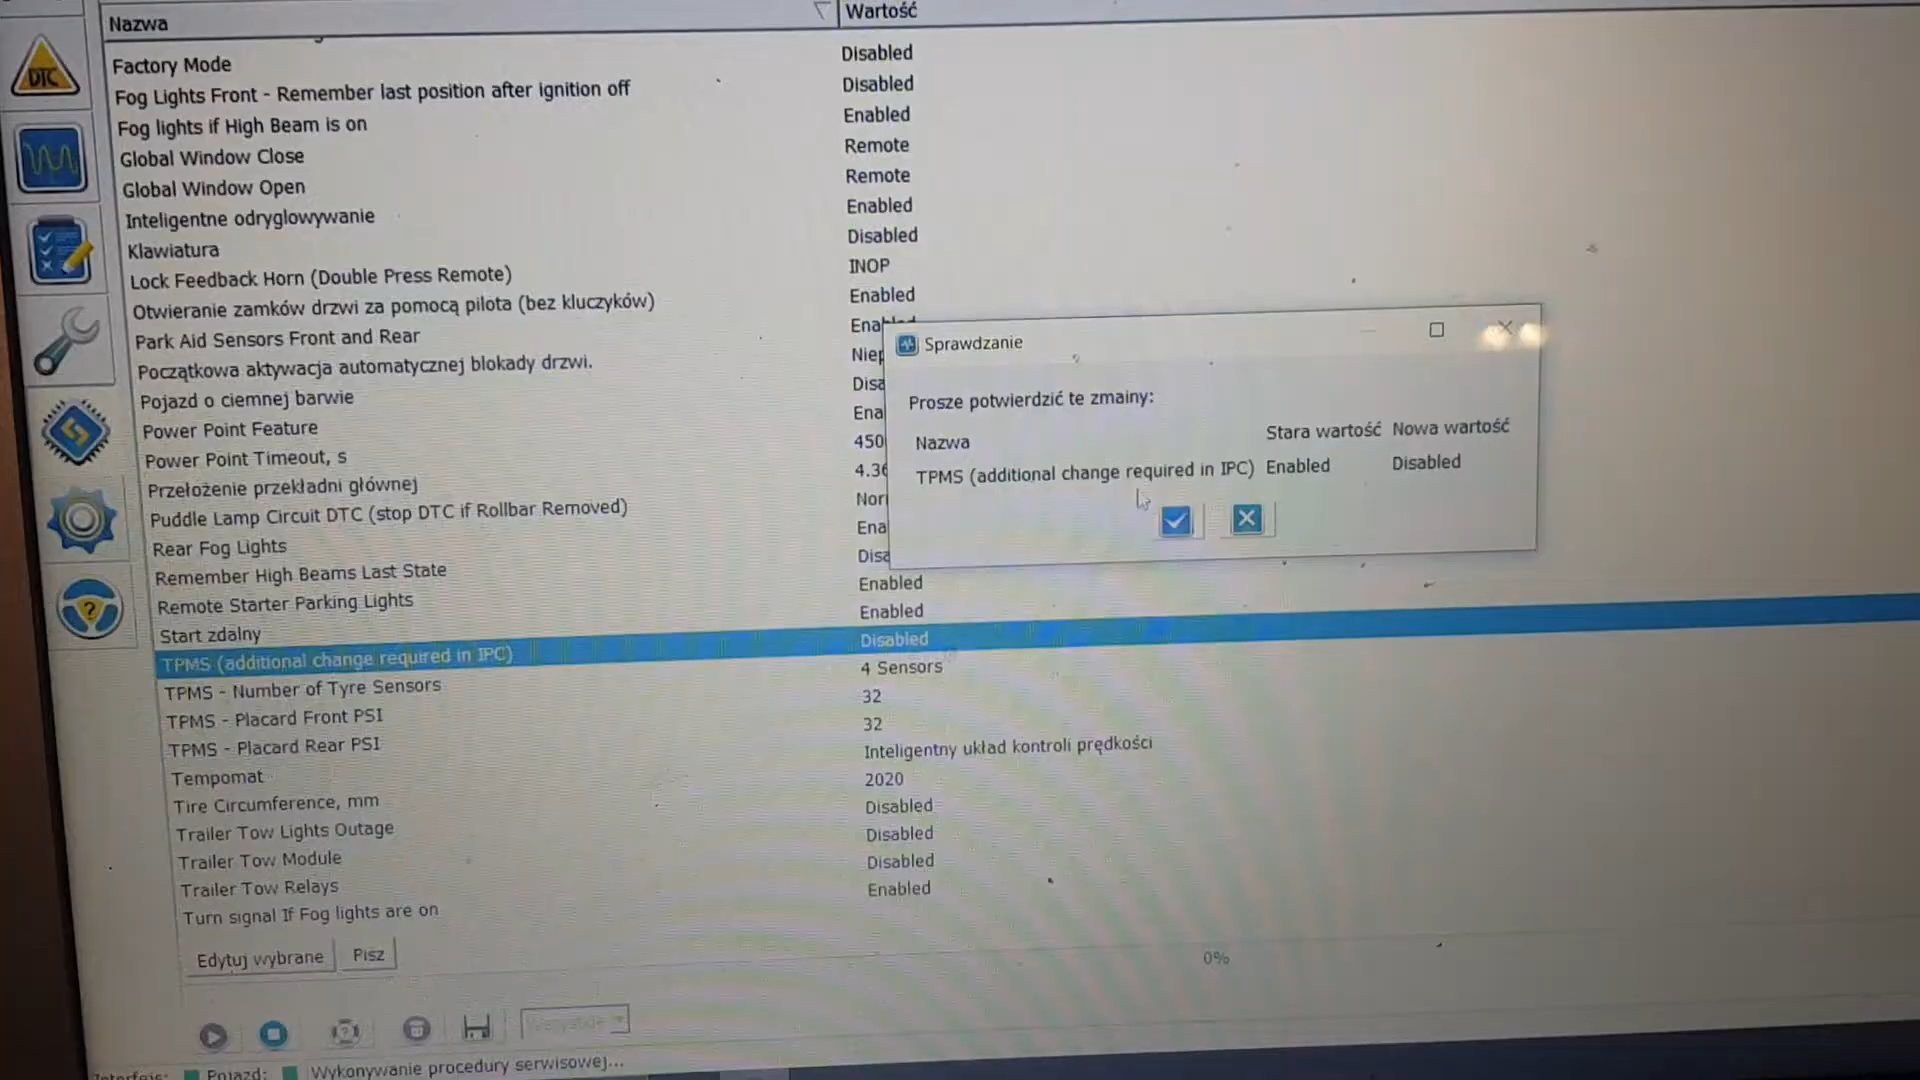 Nazwa Wartość
Factory Mode Disabled
Fog Lights Front - Remember last position after ignition off Disabled
Fog lights if High Beam is on Enabled
Global Window Close Remote
Global Window Open Remote
Inteligentne odryglowywanie Enabled
Klawiatura Disabled
Lock Feedback Horn (Double Press Remote) INOP
Otwieranie zamków drzwi za pomocą pilota (bez kluczyków) Enabled
Park Aid Sensors Front and Rear
Początkowa aktywacja automatycznej blokady drzwi.
Pojazd o ciemnej barwie
Power Point Feature
Power Point Timeout, s 450
Przełożenie przekładni głównej 4.36
Puddle Lamp Circuit DTC (stop DTC if Rollbar Removed)
Rear Fog Lights
Remember High Beams Last State
Remote Starter Parking Lights Enabled
Start zdalny Enabled
TPMS (additional change required in IPC) Disabled
TPMS - Number of Tyre Sensors 4 Sensors
TPMS - Placard Front PSI 32
TPMS - Placard Rear PSI 32
Tempomat Inteligentny układ kontroli prędkości
Tire Circumference, mm 2020
Trailer Tow Lights Outage Disabled
Trailer Tow Module Disabled
Trailer Tow Relays Disabled
Turn signal If Fog lights are on Enabled
Sprawdzanie
Prosze potwierdzić te zmainy:
Nazwa Stara wartość Nowa wartość
TPMS (additional change required in IPC) Enabled Disabled
DTC
Edytuj wybrane Pisz
0%
Interfejs: Pojazd: Wykonywanie procedury serwisowej...